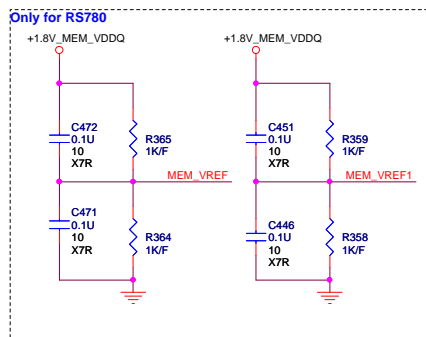 Only for RS780
+1.8V_MEM_VDDQ
+1.8V_MEM_VDDQ
C472
0.1U
10
X7R
R365
1K/F
C451
0.1U
10
X7R
R359
1K/F
MEM_VREF
MEM_VREF1
C471
0.1U
10
X7R
R364
1K/F
C446
0.1U
10
X7R
R358
1K/F